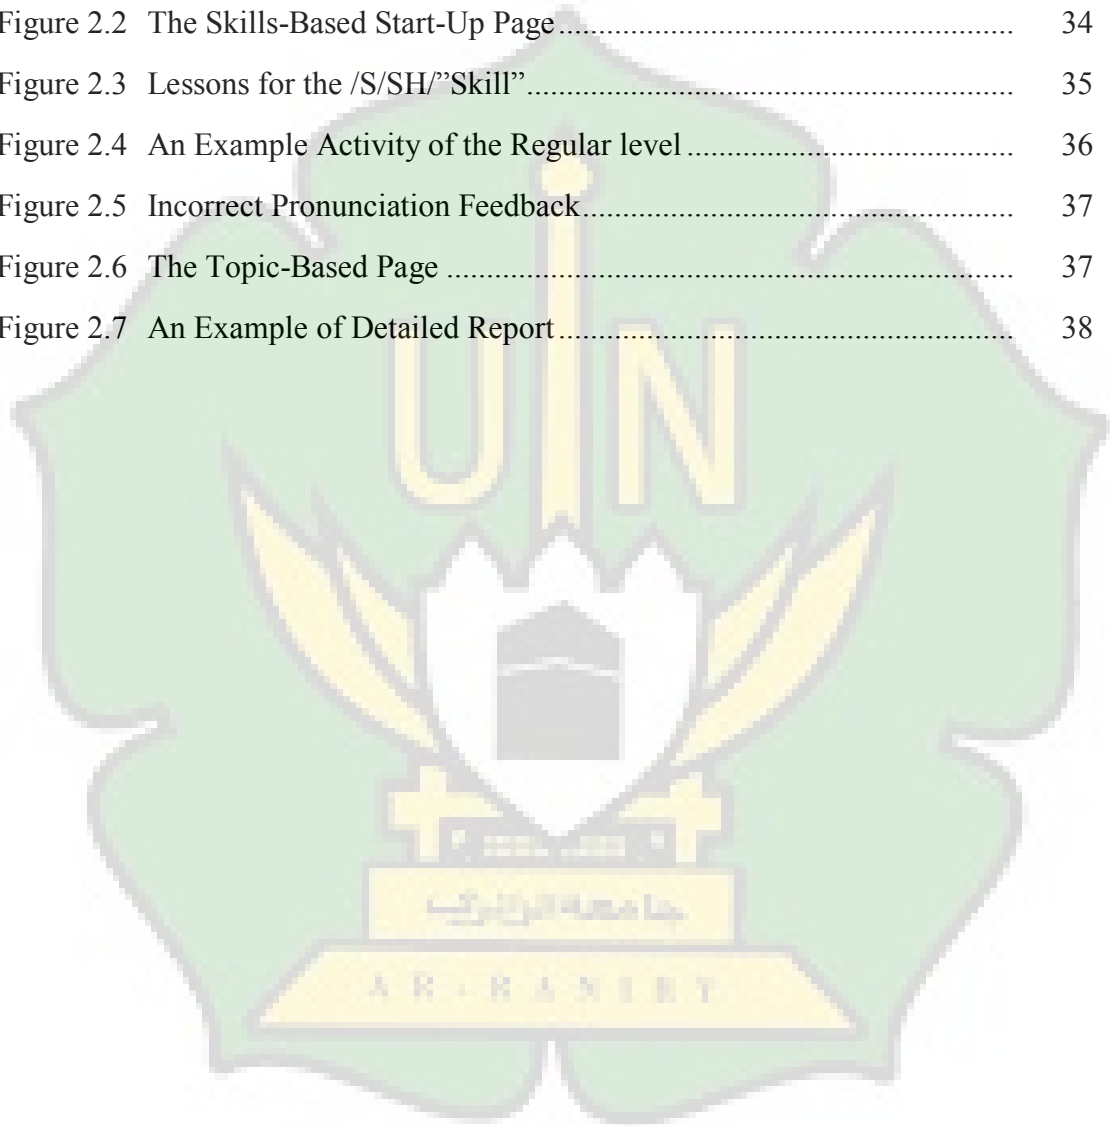 Figure 2.2 The Skills-Based Start-Up Page .......................................................... 34
Figure 2.3 Lessons for the /S/SH/”Skill” ............................................................. 35
Figure 2.4 An Example Activity of the Regular level ......................................... 36
Figure 2.5 Incorrect Pronunciation Feedback ...................................................... 37
Figure 2.6 The Topic-Based Page ....................................................................... 37
Figure 2.7 An Example of Detailed Report ......................................................... 38
UIN
AR-RANIRY